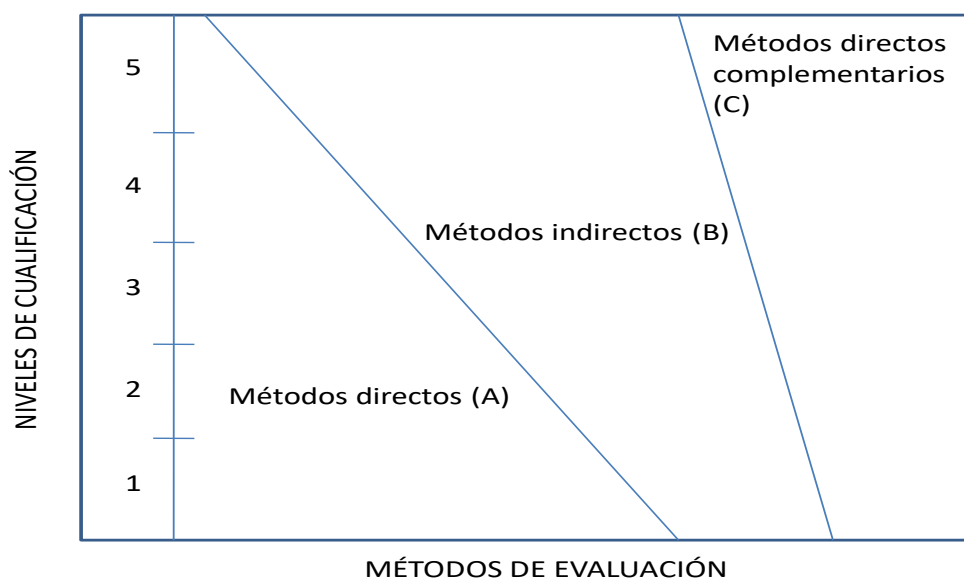 NIVELES DE CUALIFICACIÓN
5
4
3
2
1
Métodos directos
complementarios
(C)
Métodos indirectos (B)
Métodos directos (A)
MÉTODOS DE EVALUACIÓN